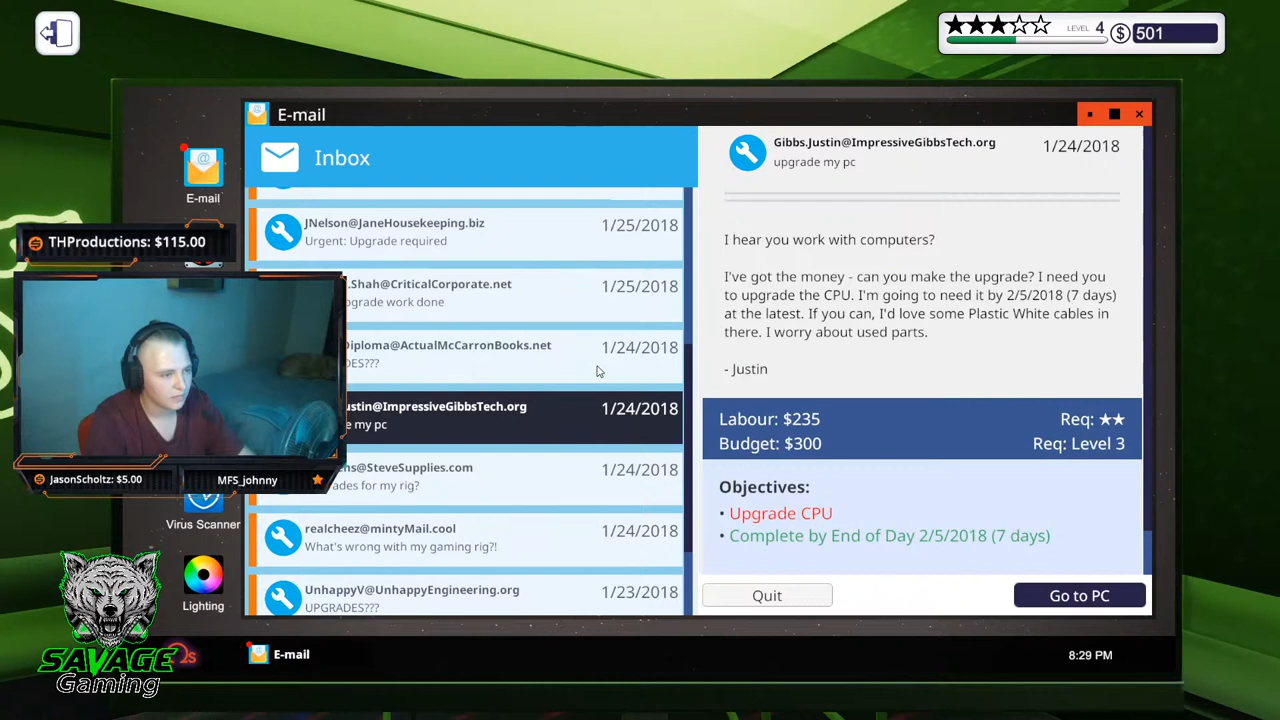 LEVEL 4 $ 501
E-mail
Inbox
E-mail
JNelson@JaneHousekeeping.biz 1/25/2018
Urgent: Upgrade required
.Shah@CriticalCorporate.net 1/25/2018
pgrade work done
Diploma@ActualMcCarronBooks.net 1/24/2018
DES???
ustin@ImpressiveGibbsTech.org 1/24/2018
e my pc
ns@SteveSupplies.com 1/24/2018
ades for my rig?
realcheez@mintyMail.cool 1/24/2018
What's wrong with my gaming rig?!
UnhappyV@UnhappyEngineering.org 1/23/2018
UPGRADES???
Gibbs.Justin@ImpressiveGibbsTech.org 1/24/2018
upgrade my pc
I hear you work with computers?
I've got the money - can you make the upgrade? I need you
to upgrade the CPU. I'm going to need it by 2/5/2018 (7 days)
at the latest. If you can, I'd love some Plastic White cables in
there. I worry about used parts.
- Justin
Labour: $235 Req: ★★
Budget: $300 Req: Level 3
Objectives:
• Upgrade CPU
• Complete by End of Day 2/5/2018 (7 days)
Quit Go to PC
THProductions: $115.00
JasonScholtz: $5.00 MFS_johnny
Virus Scanner
Lighting
SAVAGE
Gaming
E-mail
8:29 PM